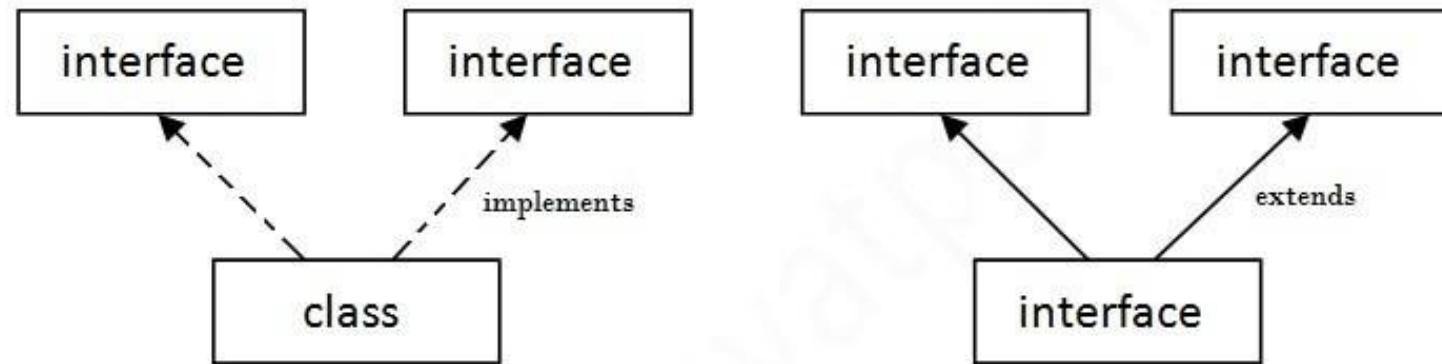 interface interface interface interface
implements extends
class interface